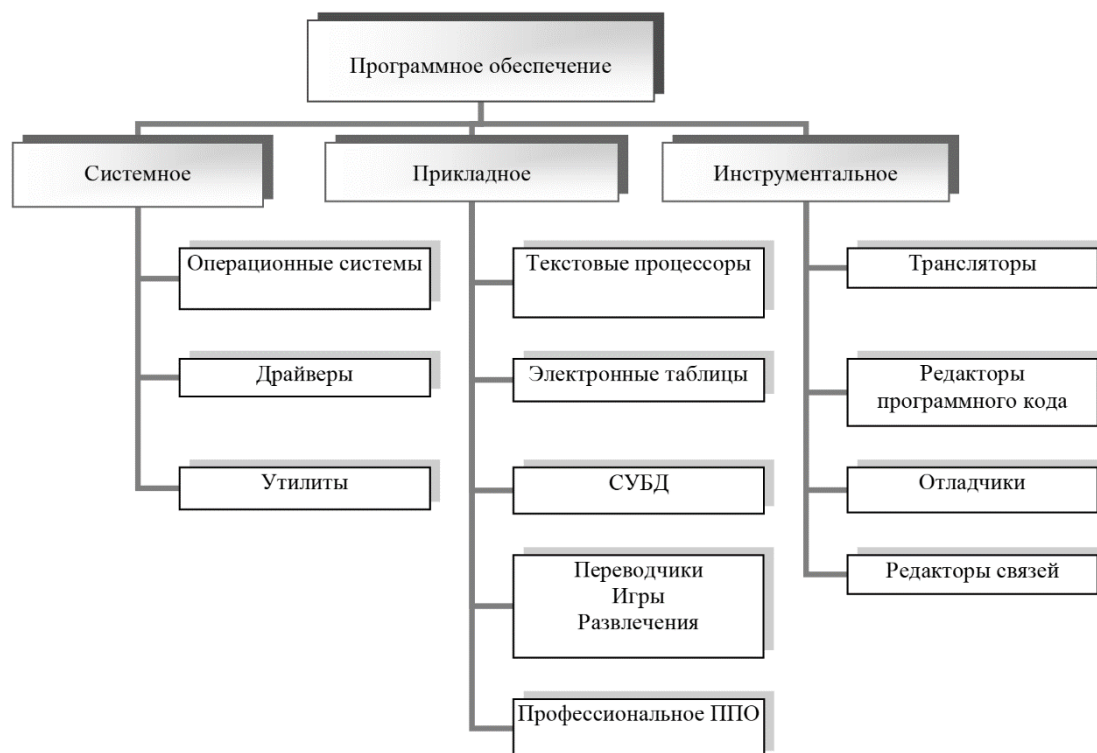 Программное обеспечение
Системное
Прикладное
Инструментальное
Операционные системы
Драйверы
Утилиты
Текстовые процессоры
Электронные таблицы
СУБД
Переводчики
Игры
Развлечения
Профессиональное ППО
Трансляторы
Редакторы
программного кода
Отладчики
Редакторы связей